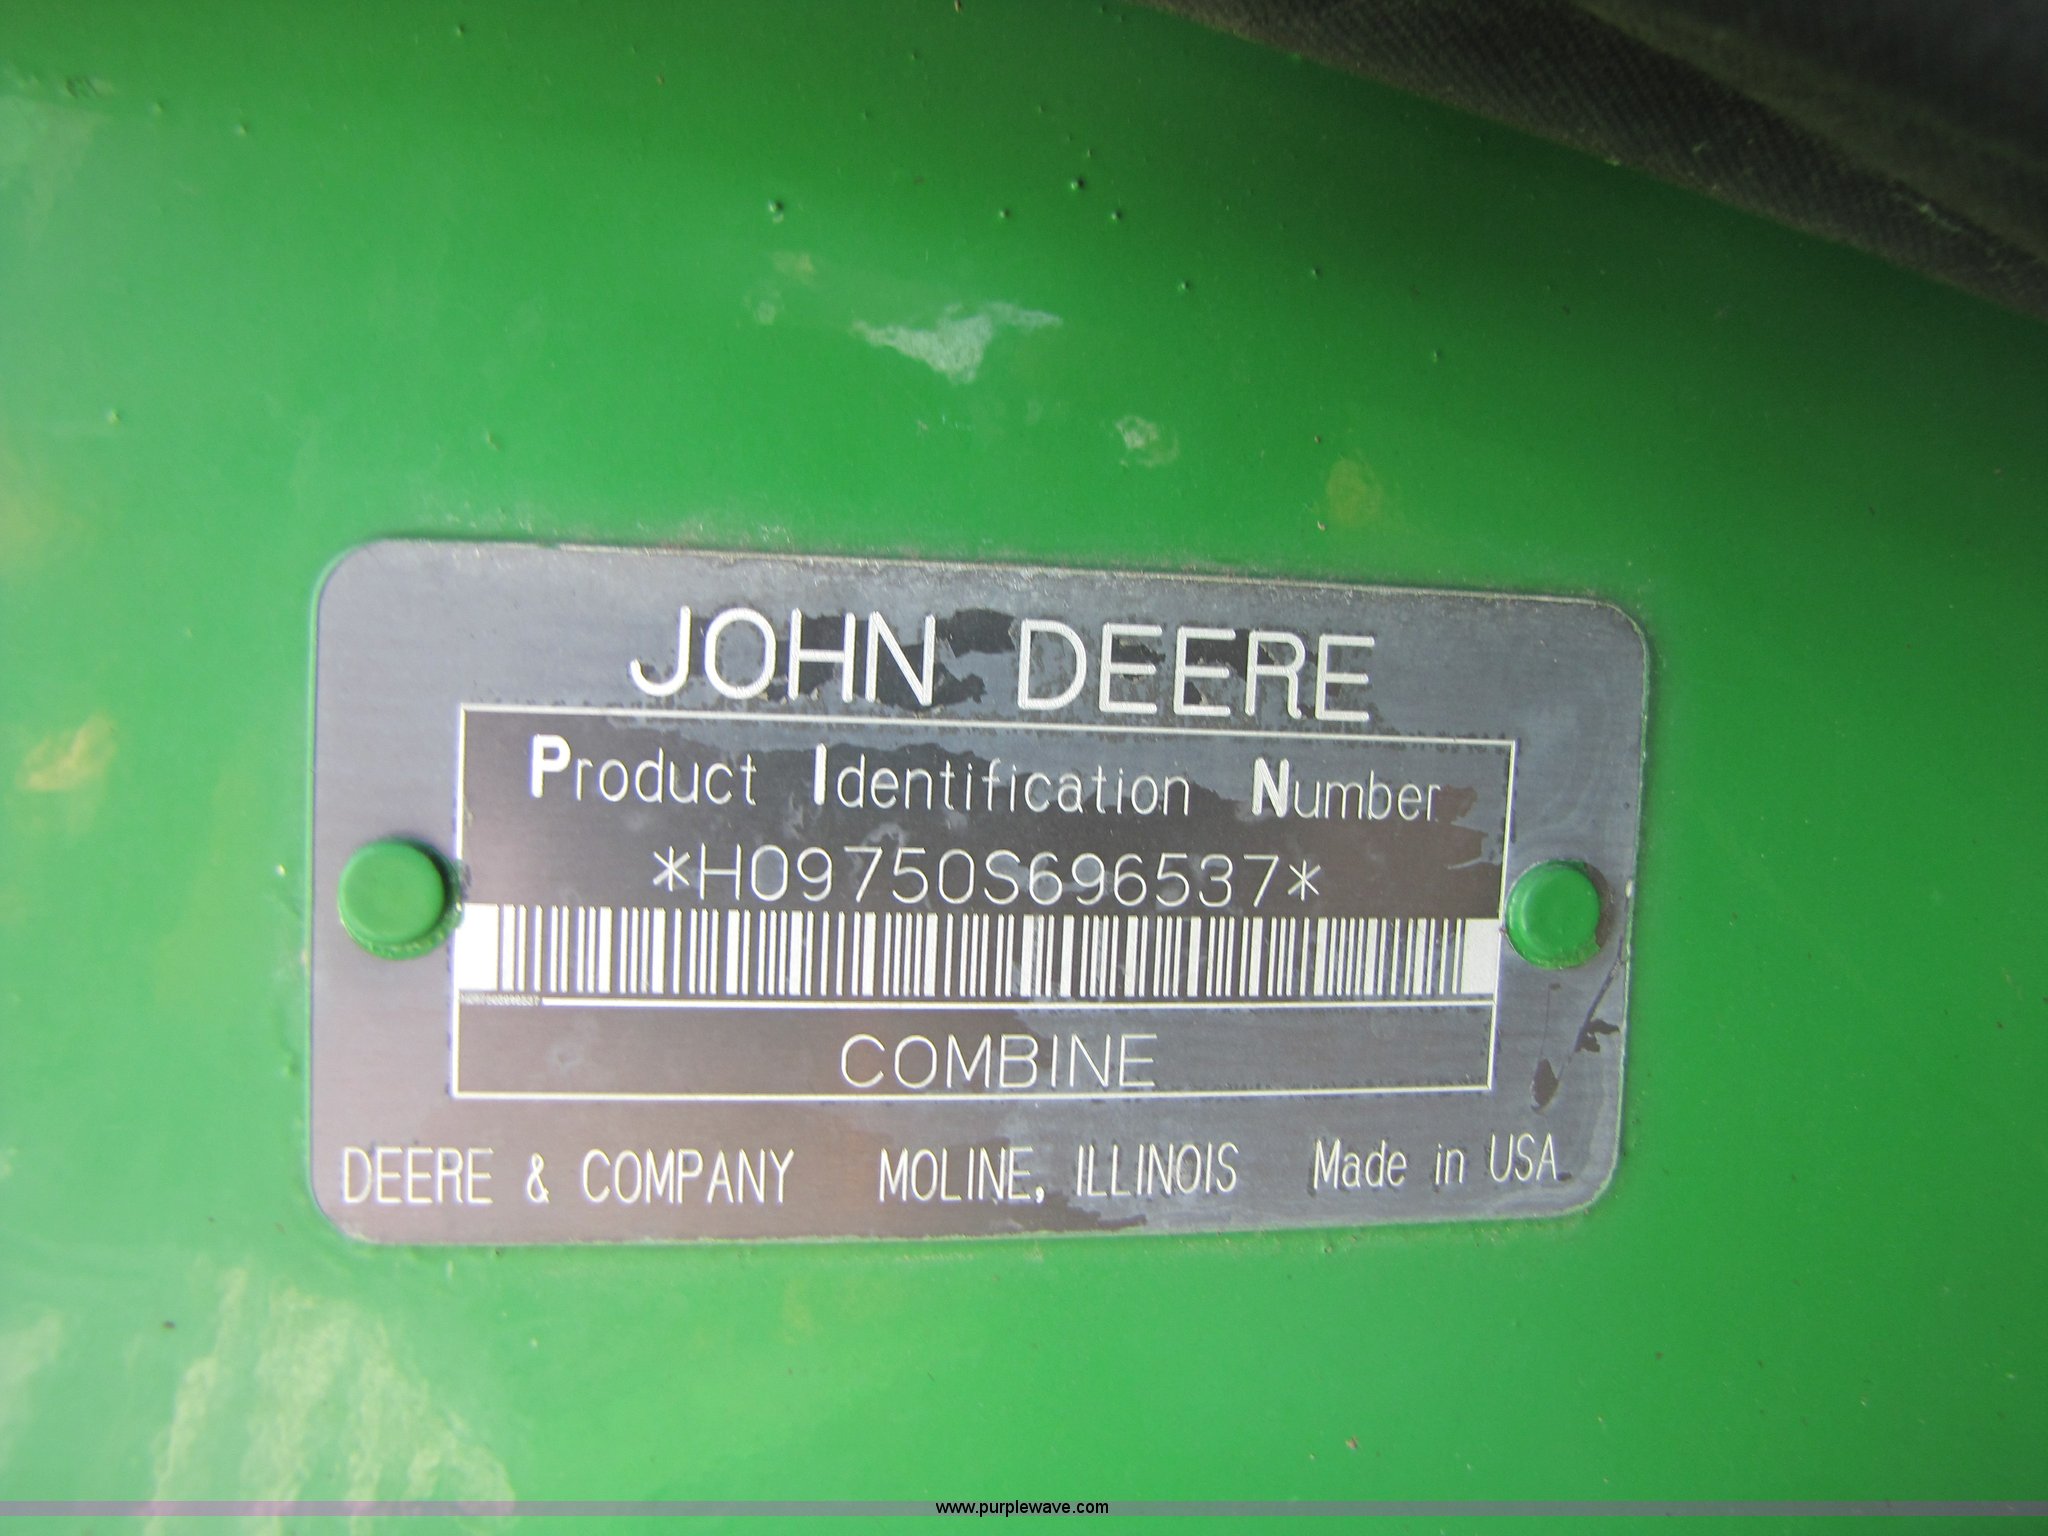 JOHN DEERE
Product Identification Number
*H09750S696537*
COMBINE
DEERE & COMPANY MOLINE, ILLINOIS Made in USA
www.purplewave.com